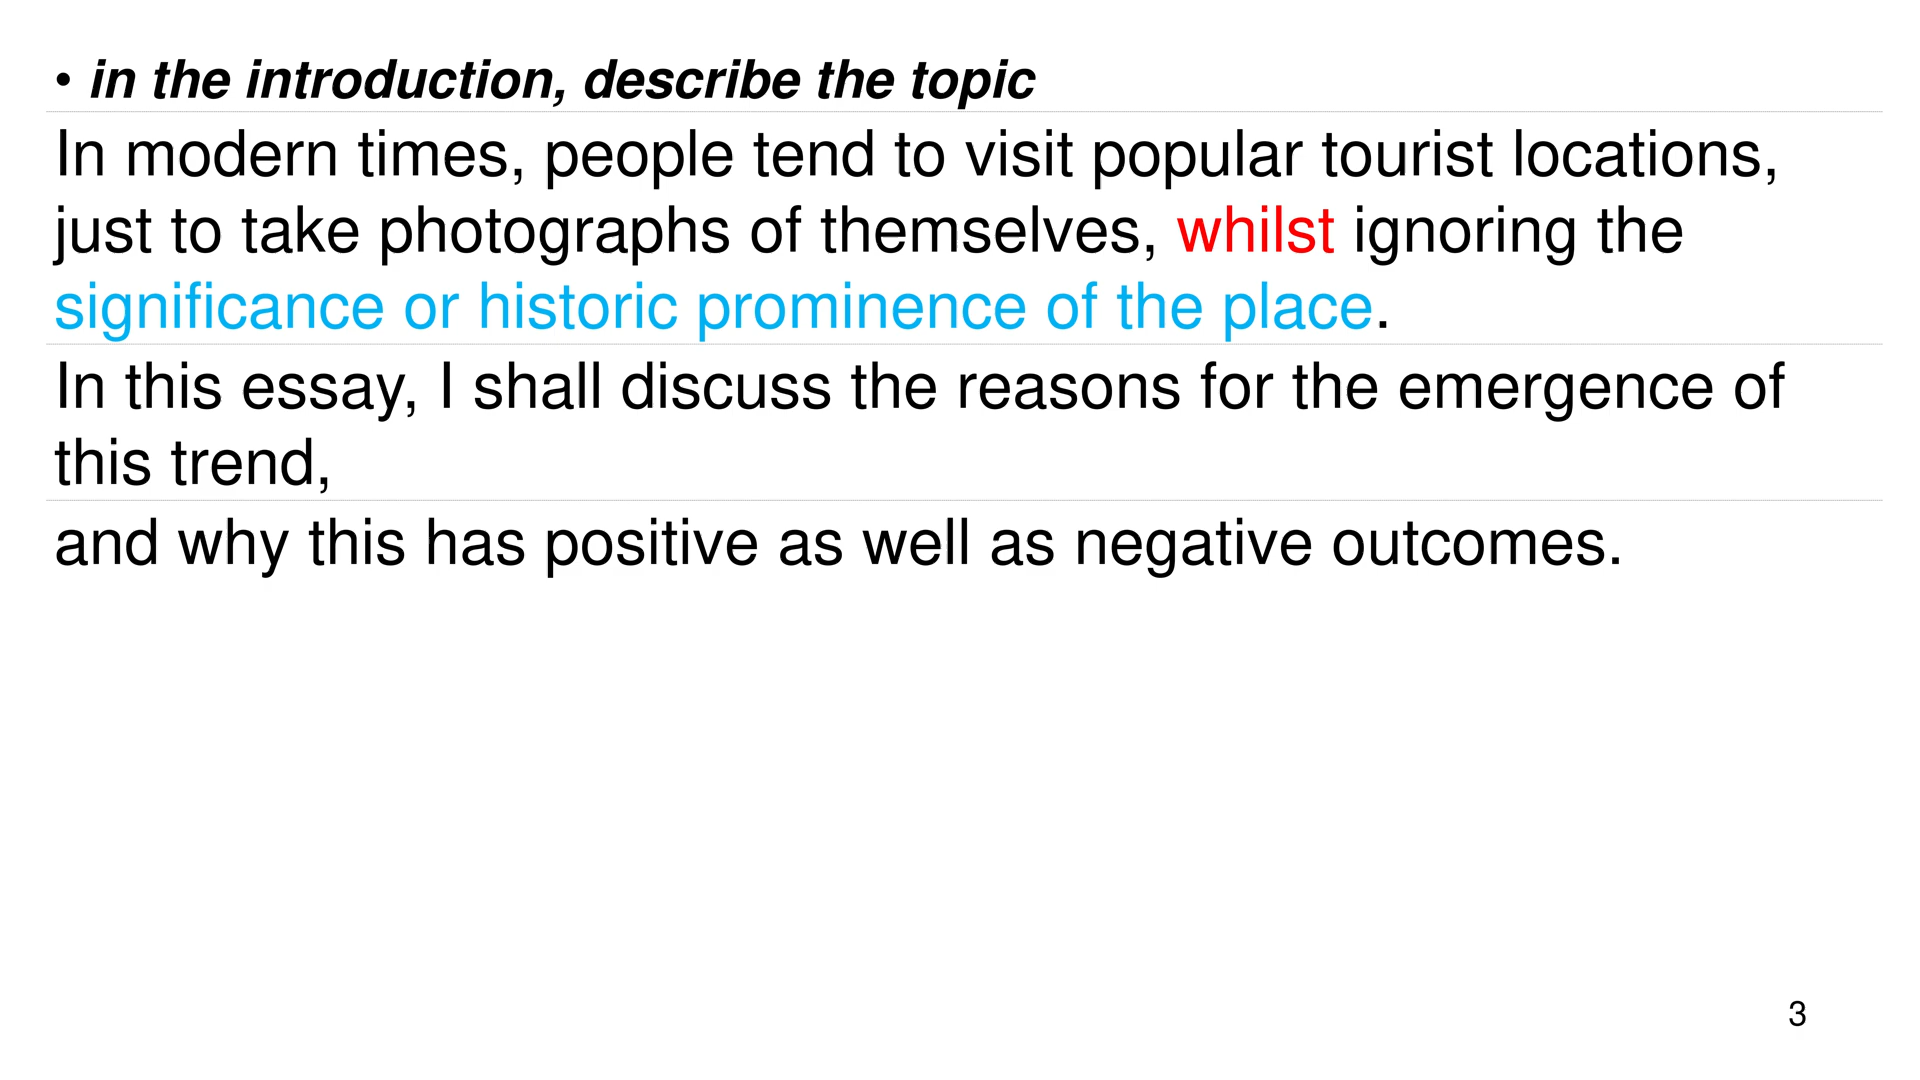 • in the introduction, describe the topic
In modern times, people tend to visit popular tourist locations,
just to take photographs of themselves, whilst ignoring the
significance or historic prominence of the place.
In this essay, I shall discuss the reasons for the emergence of
this trend,
and why this has positive as well as negative outcomes.
3